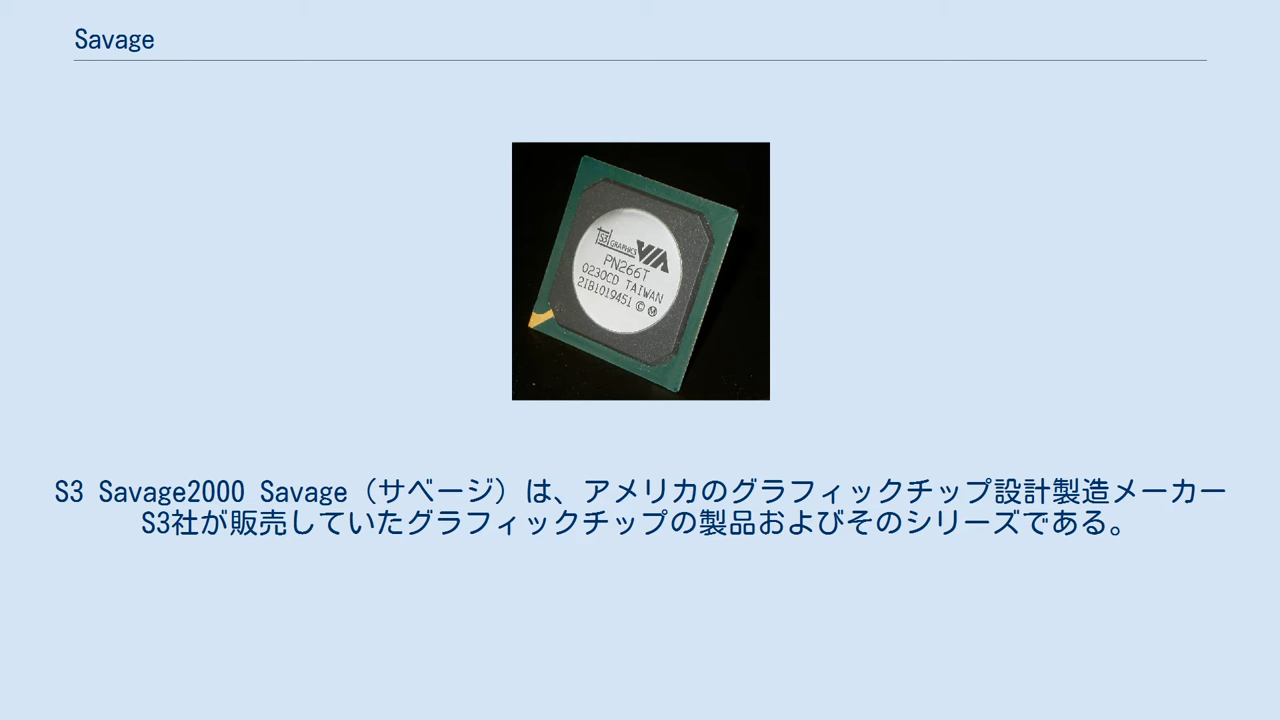 Savage
S3 GRAPHICS VIA
PN266T
0230CD TAIWAN
2IB1019451 © M
S3 Savage2000 Savage（サベージ）は、アメリカのグラフィックチップ設計製造メーカー
S3社が販売していたグラフィックチップの製品およびそのシリーズである。